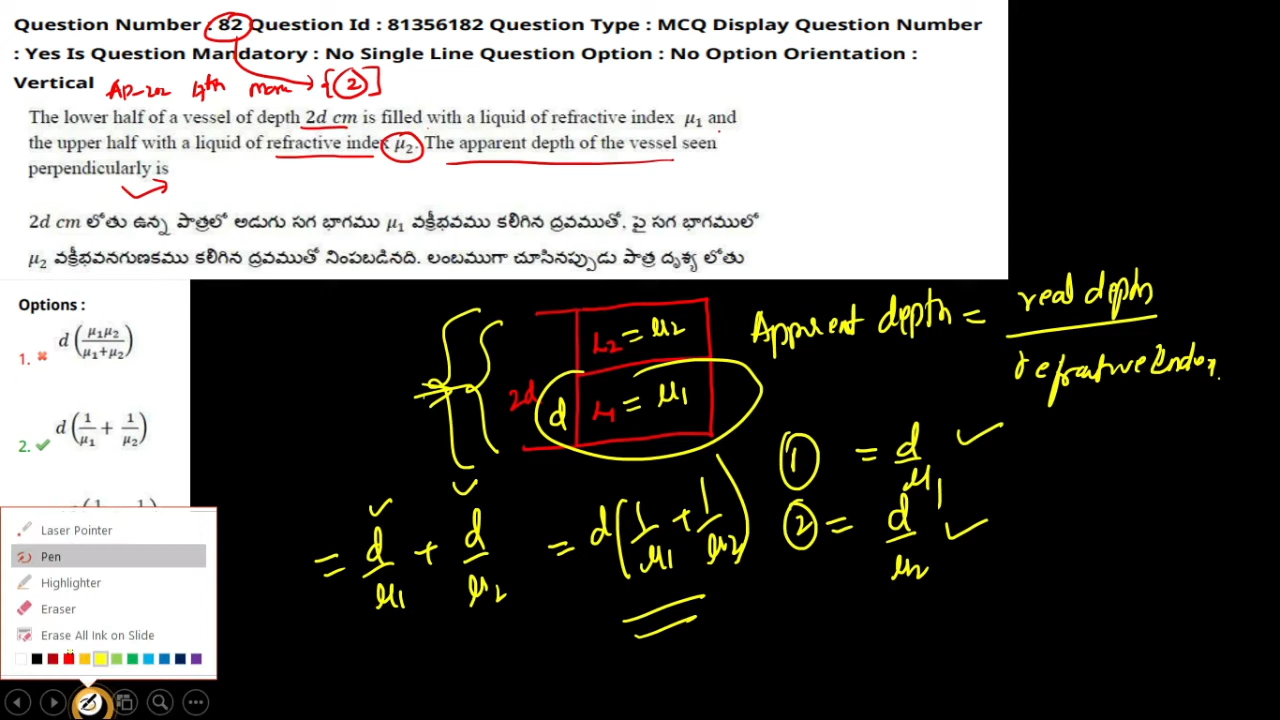 Question Number : 82 Question Id : 81356182 Question Type : MCQ Display Question Number
: Yes Is Question Mandatory : No Single Line Question Option : No Option Orientation :
Vertical
{2}
The lower half of a vessel of depth 2d cm is filled with a liquid of refractive index μ₁ and
the upper half with a liquid of refractive index μ₂. The apparent depth of the vessel seen
perpendicularly is
2d cm లోతు ఉన్న పాత్రలో అడుగు సగ భాగము μ₁ వక్రీభవము కలిగిన ద్రవముతో, పై సగ భాగములో
μ₂ వక్రీభవనగుణకము కలిగిన ద్రవముతో నింపబడినది. లంబముగా చూసినప్పుడు పాత్ర దృశ్య లోతు
Options :
1. ✖ d(μ₁μ₂/(μ₁+μ₂))
2. ✔ d(1/μ₁ + 1/μ₂)
L₂ = μ₂
2d
d L₁ = μ₁
Apparent depth = real depth / refractive Index.
① = d/μ₁
② = d/μ₂
= d/μ₁ + d/μ₂ = d(1/μ₁ + 1/μ₂)
Laser Pointer
Pen
Highlighter
Eraser
Erase All Ink on Slide